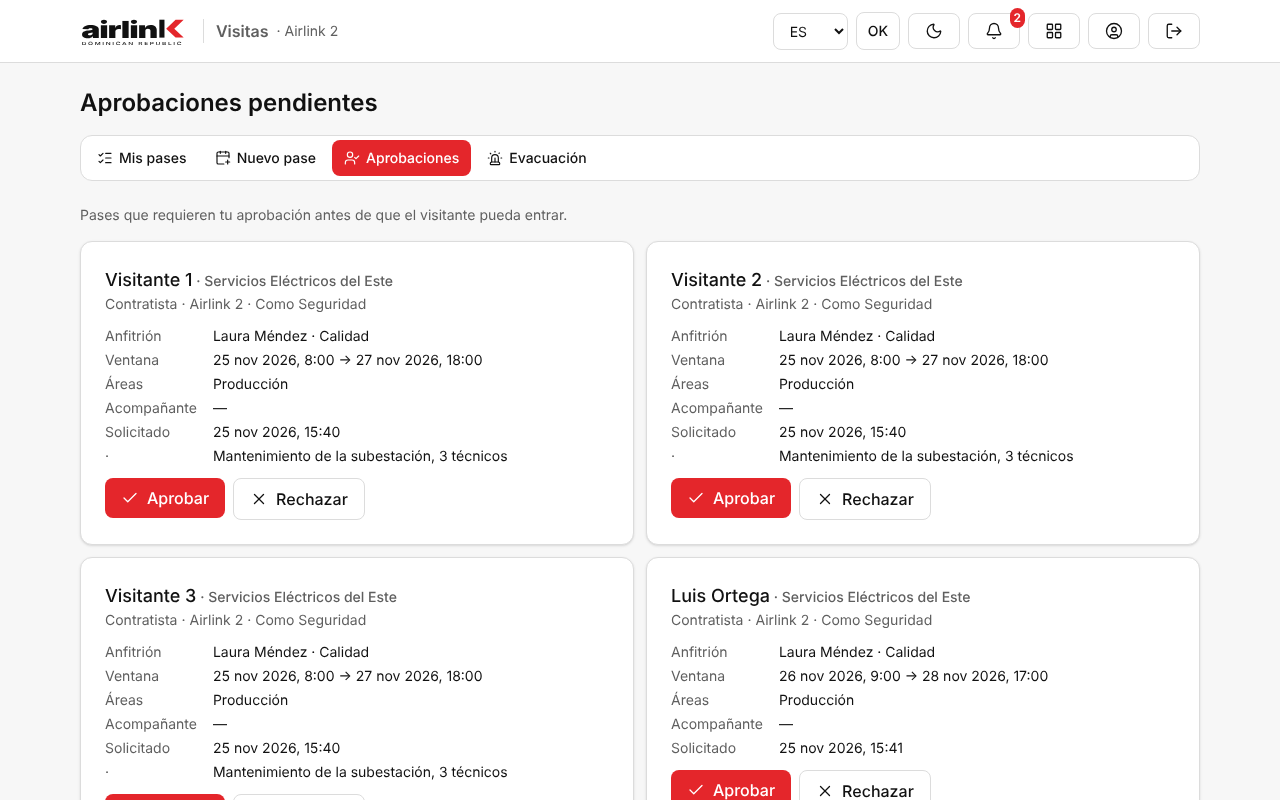 airlink
DOMINICAN REPUBLIC
Visitas · Airlink 2
ES
OK
2
Aprobaciones pendientes
Mis pases
Nuevo pase
Aprobaciones
Evacuación
Pases que requieren tu aprobación antes de que el visitante pueda entrar.
Visitante 1 · Servicios Eléctricos del Este
Contratista · Airlink 2 · Como Seguridad
Anfitrión Laura Méndez · Calidad
Ventana 25 nov 2026, 8:00 → 27 nov 2026, 18:00
Áreas Producción
Acompañante —
Solicitado 25 nov 2026, 15:40
· Mantenimiento de la subestación, 3 técnicos
Aprobar
Rechazar
Visitante 2 · Servicios Eléctricos del Este
Contratista · Airlink 2 · Como Seguridad
Anfitrión Laura Méndez · Calidad
Ventana 25 nov 2026, 8:00 → 27 nov 2026, 18:00
Áreas Producción
Acompañante —
Solicitado 25 nov 2026, 15:40
· Mantenimiento de la subestación, 3 técnicos
Aprobar
Rechazar
Visitante 3 · Servicios Eléctricos del Este
Contratista · Airlink 2 · Como Seguridad
Anfitrión Laura Méndez · Calidad
Ventana 25 nov 2026, 8:00 → 27 nov 2026, 18:00
Áreas Producción
Acompañante —
Solicitado 25 nov 2026, 15:40
· Mantenimiento de la subestación, 3 técnicos
Luis Ortega · Servicios Eléctricos del Este
Contratista · Airlink 2 · Como Seguridad
Anfitrión Laura Méndez · Calidad
Ventana 26 nov 2026, 9:00 → 28 nov 2026, 17:00
Áreas Producción
Acompañante —
Solicitado 25 nov 2026, 15:41
Aprobar
Rechazar